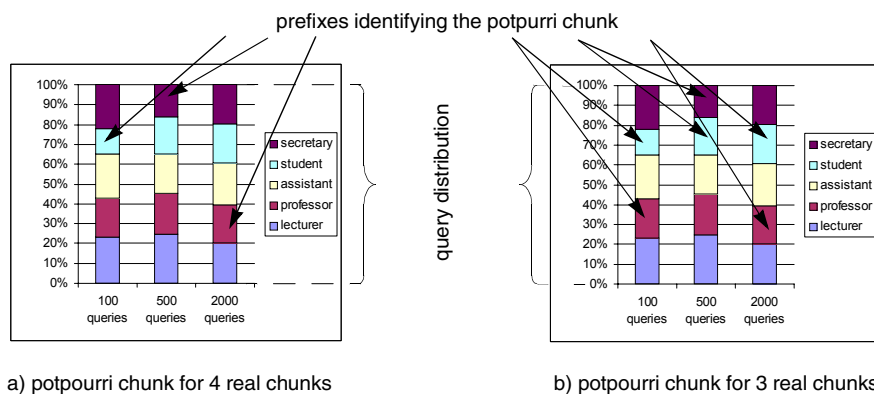 prefixes identifying the potpurri chunk
100%
90%
80%
70%
60%
50%
40%
30%
20%
10%
0%
100 queries
500 queries
2000 queries
secretary
student
assistant
professor
lecturer
query distribution
100%
90%
80%
70%
60%
50%
40%
30%
20%
10%
0%
100 queries
500 queries
2000 queries
secretary
student
assistant
professor
lecturer
a) potpourri chunk for 4 real chunks
b) potpourri chunk for 3 real chunks